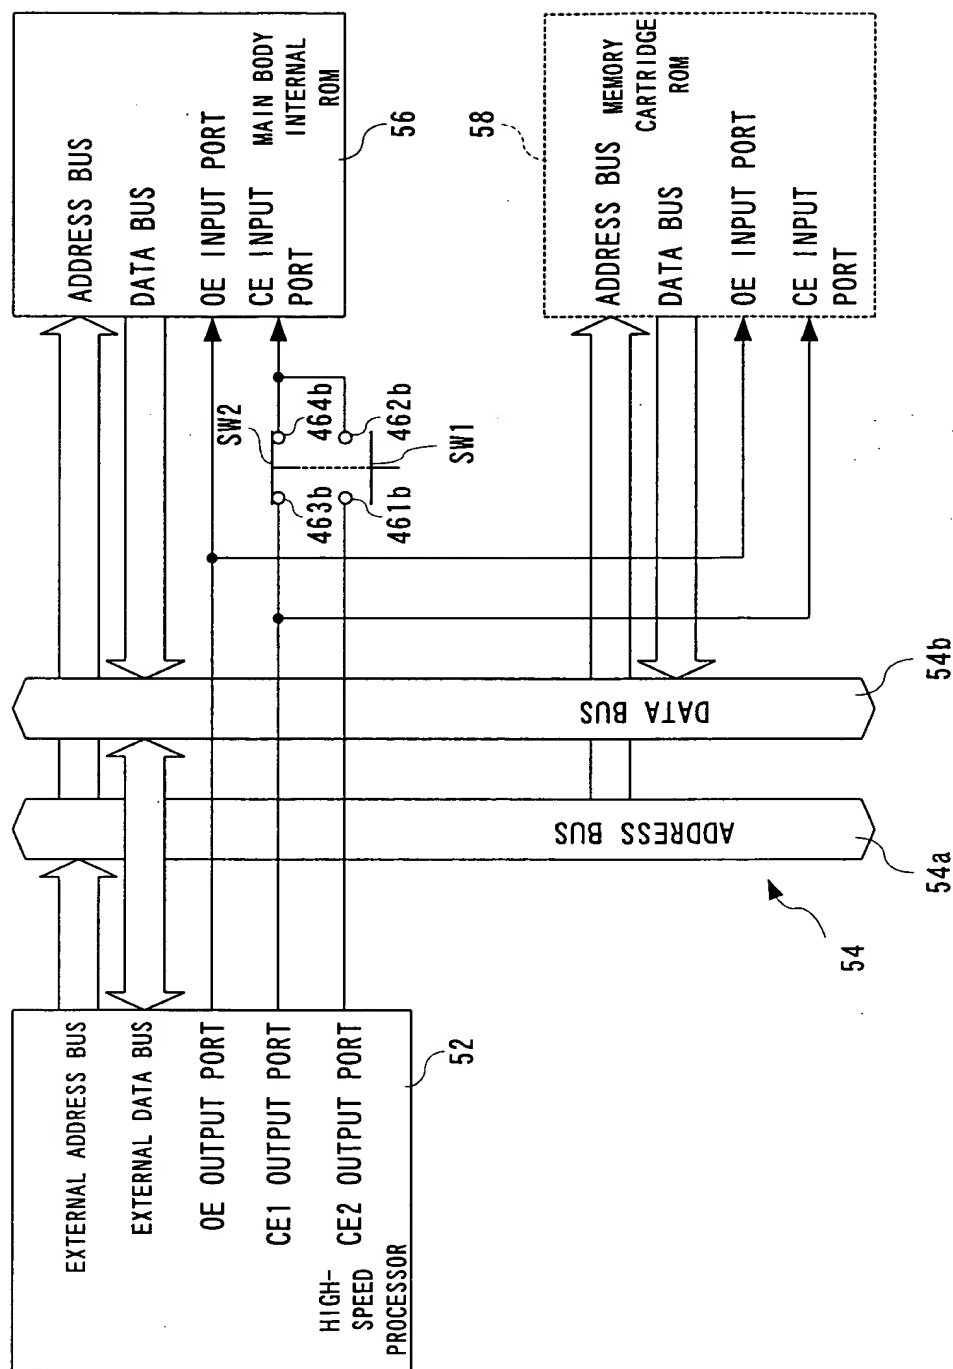 EXTERNAL ADDRESS BUS
EXTERNAL DATA BUS
OE OUTPUT PORT
CE1 OUTPUT PORT
CE2 OUTPUT PORT
HIGH-
SPEED
PROCESSOR
52
ADDRESS BUS
54a
DATA BUS
54b
54
SW2
463b
464b
461b
462b
SW1
ADDRESS BUS
DATA BUS
OE INPUT PORT
CE INPUT
PORT
MAIN BODY
INTERNAL
ROM
56
58
ADDRESS BUS
DATA BUS
OE INPUT PORT
CE INPUT
PORT
MEMORY
CARTRIDGE
ROM